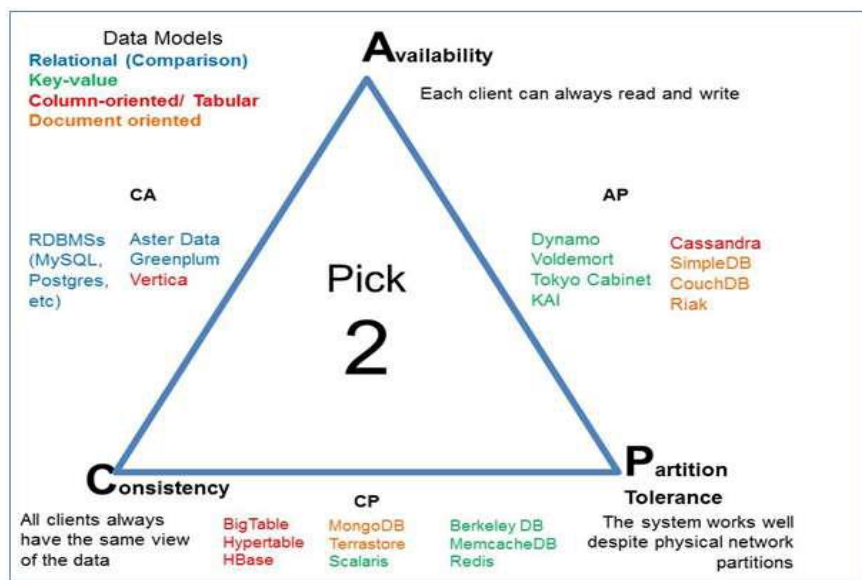 Data Models
Relational (Comparison)
Key-value
Column-oriented/ Tabular
Document oriented
Availability
Each client can always read and write
CA
RDBMSs
(MySQL,
Postgres,
etc)
Aster Data
Greenplum
Vertica
AP
Dynamo
Voldemort
Tokyo Cabinet
KAI
Cassandra
SimpleDB
CouchDB
Riak
Pick
2
Consistency
All clients always
have the same view
of the data
CP
BigTable
Hypertable
HBase
MongoDB
Terrastore
Scalaris
Berkeley DB
MemcacheDB
Redis
Partition
Tolerance
The system works well
despite physical network
partitions